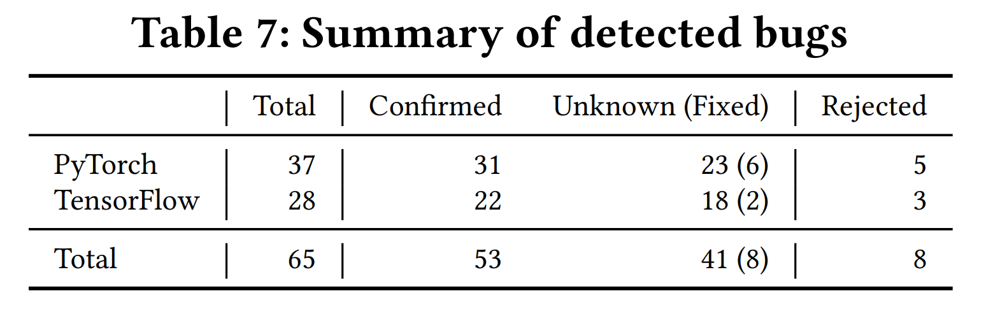 Table 7: Summary of detected bugs
Total Confirmed Unknown (Fixed) Rejected
PyTorch 37 31 23 (6) 5
TensorFlow 28 22 18 (2) 3
Total 65 53 41 (8) 8